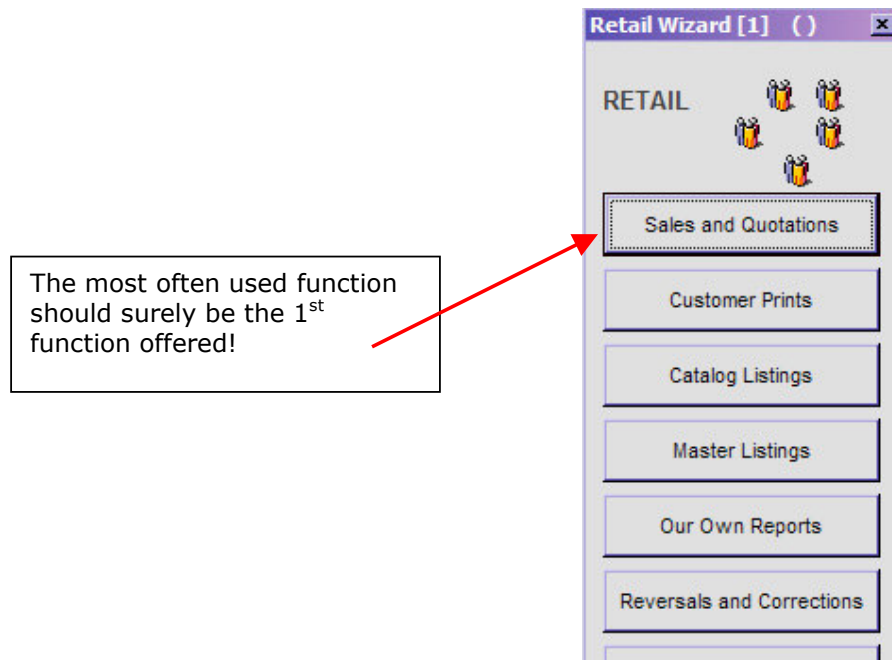 Retail Wizard [1] ( )
RETAIL
Sales and Quotations
The most often used function
should surely be the 1st
function offered!
Customer Prints
Catalog Listings
Master Listings
Our Own Reports
Reversals and Corrections